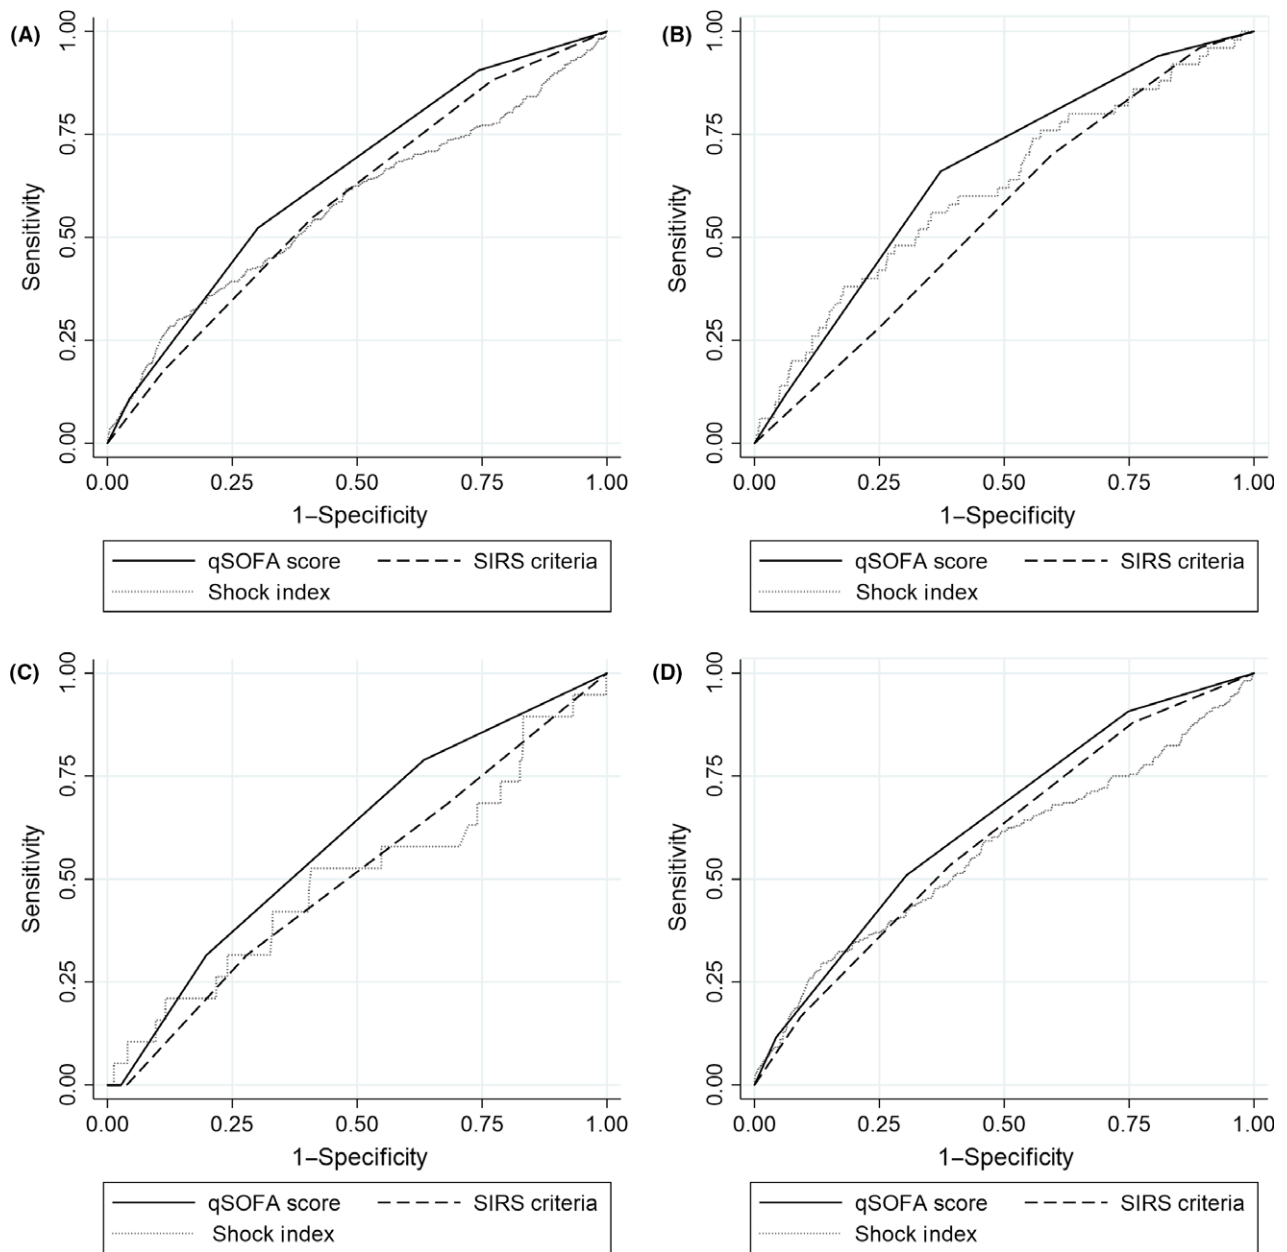 (A)
1.00
0.75
0.50
0.25
0.00
Sensitivity
0.00 0.25 0.50 0.75 1.00
1–Specificity
qSOFA score SIRS criteria
Shock index
(B)
1.00
0.75
0.50
0.25
0.00
Sensitivity
0.00 0.25 0.50 0.75 1.00
1–Specificity
qSOFA score SIRS criteria
Shock index
(C)
1.00
0.75
0.50
0.25
0.00
Sensitivity
0.00 0.25 0.50 0.75 1.00
1–Specificity
qSOFA score SIRS criteria
Shock index
(D)
1.00
0.75
0.50
0.25
0.00
Sensitivity
0.00 0.25 0.50 0.75 1.00
1–Specificity
qSOFA score SIRS criteria
Shock index